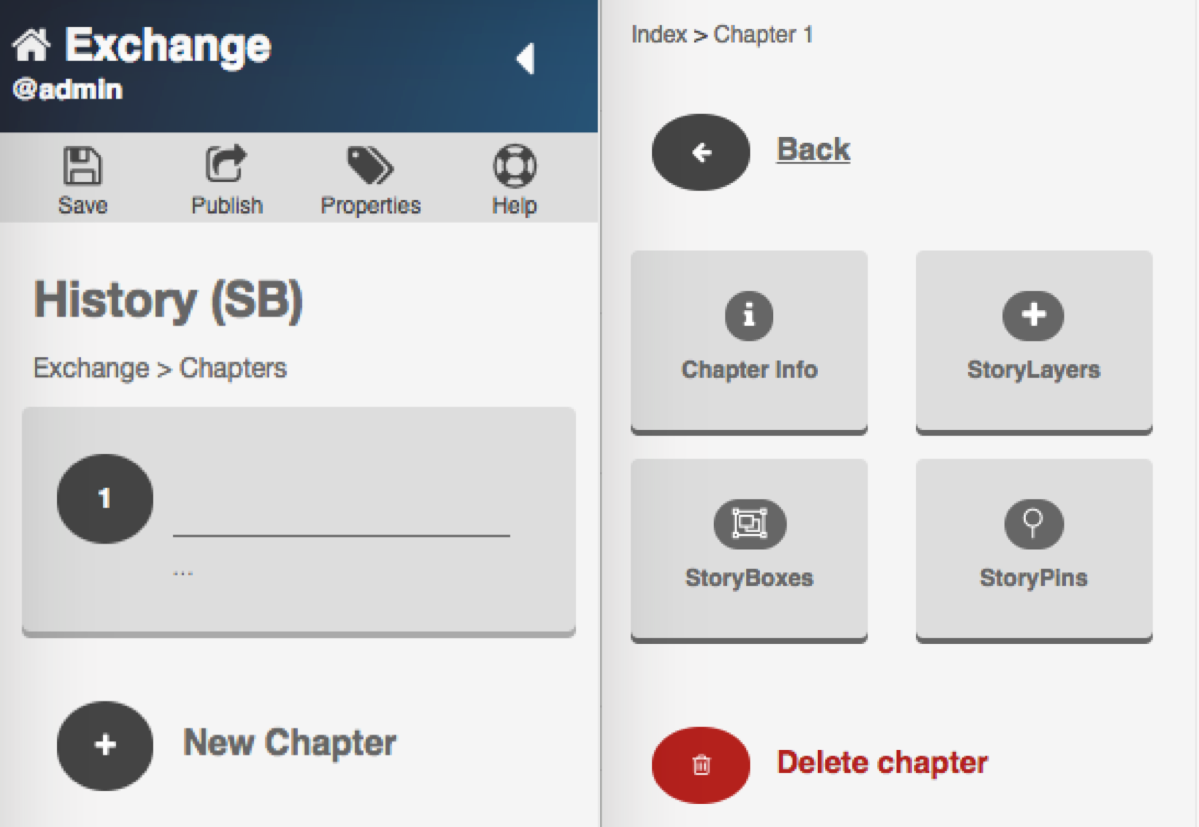 Exchange
@admin
Save Publish Properties Help
History (SB)
Exchange > Chapters
1
...
New Chapter
Index > Chapter 1
Back
Chapter Info StoryLayers
StoryBoxes StoryPins
Delete chapter